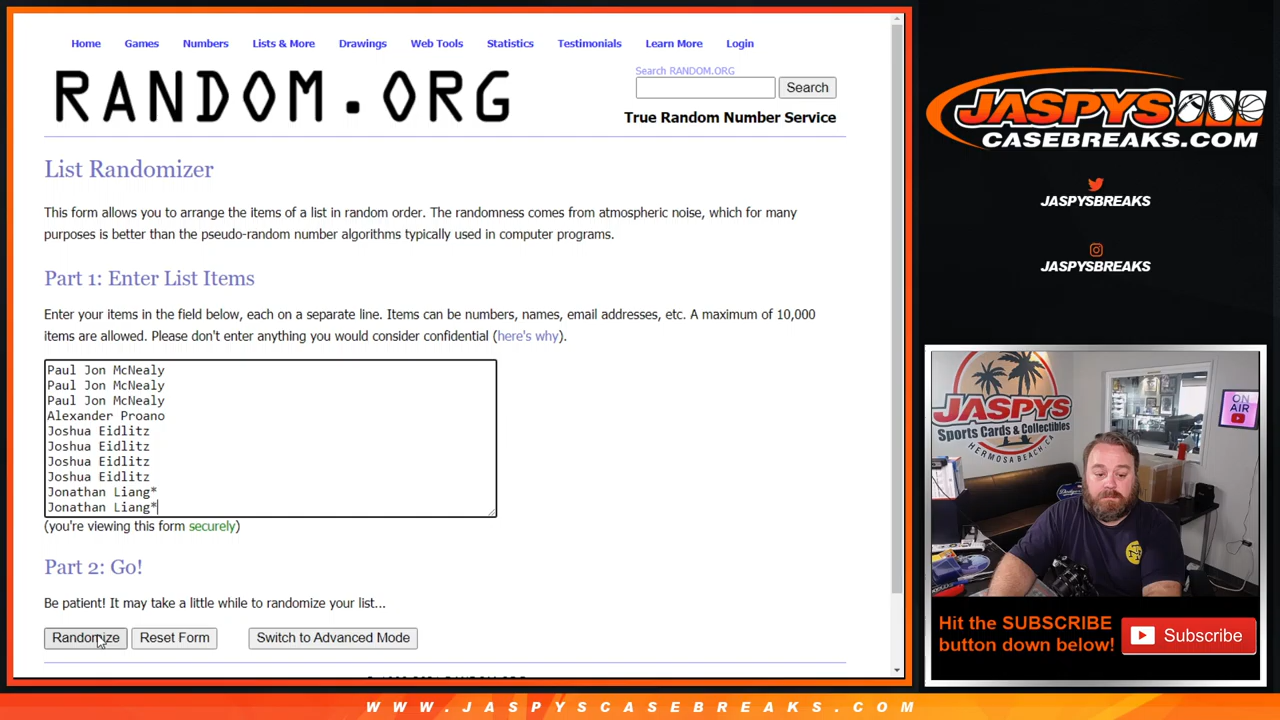 Home Games Numbers Lists & More Drawings Web Tools Statistics Testimonials Learn More Login
RANDOM.ORG
Search RANDOM.ORG
Search
True Random Number Service
List Randomizer
This form allows you to arrange the items of a list in random order. The randomness comes from atmospheric noise, which for many
purposes is better than the pseudo-random number algorithms typically used in computer programs.
Part 1: Enter List Items
Enter your items in the field below, each on a separate line. Items can be numbers, names, email addresses, etc. A maximum of 10,000
items are allowed. Please don't enter anything you would consider confidential (here's why).
Paul Jon McNealy
Paul Jon McNealy
Paul Jon McNealy
Alexander Proano
Joshua Eidlitz
Joshua Eidlitz
Joshua Eidlitz
Joshua Eidlitz
Jonathan Liang*
Jonathan Liang*
(you're viewing this form securely)
Part 2: Go!
Be patient! It may take a little while to randomize your list...
Randomize Reset Form Switch to Advanced Mode
JASPYS
CASEBREAKS.COM
JASPYSBREAKS
JASPYSBREAKS
JASPYS
Sports Cards & Collectibles
HERMOSA BEACH, CA
ON
AIR
Hit the SUBSCRIBE
button down below!
Subscribe
WWW.JASPYSCASEBREAKS.COM